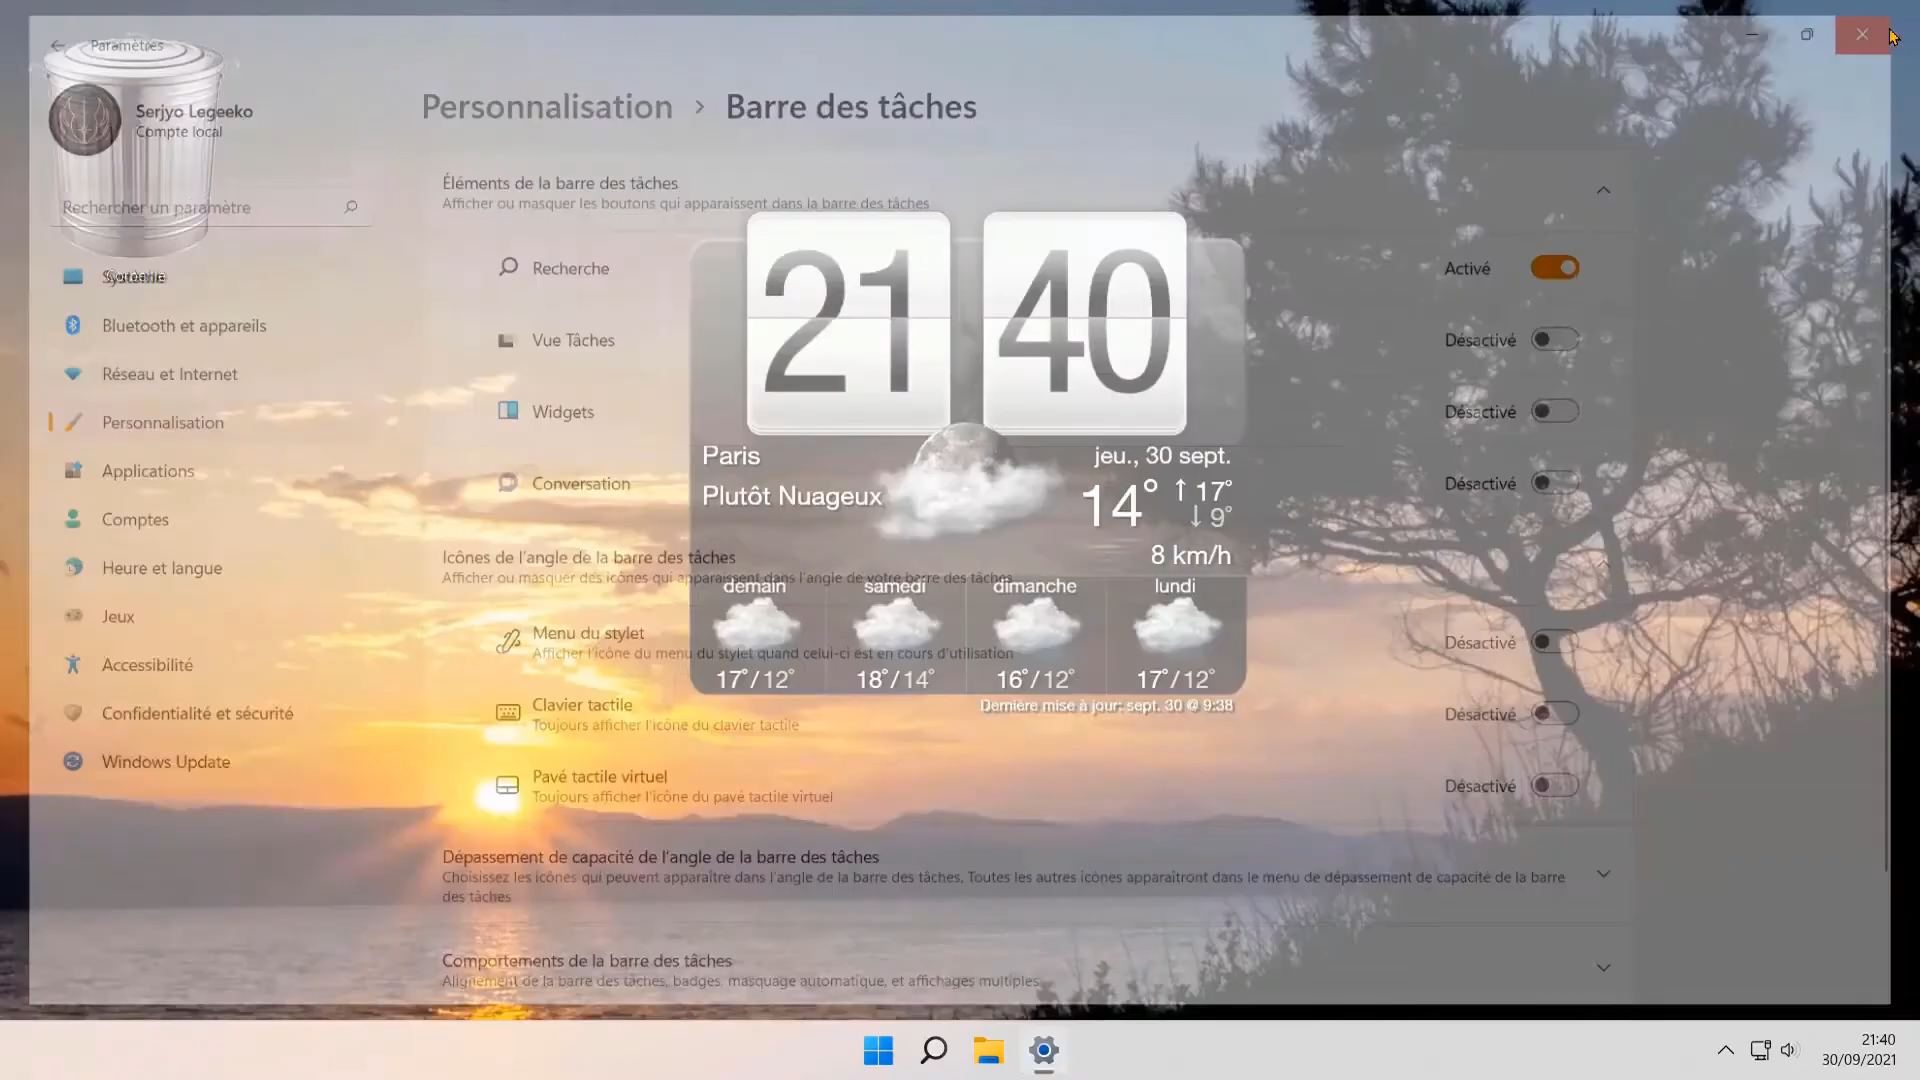 Paramètres
Serjyo Legeeko
Compte local
Rechercher un paramètre
Bluetooth et appareils
Réseau et Internet
Personnalisation
Applications
Comptes
Heure et langue
Jeux
Accessibilité
Confidentialité et sécurité
Windows Update
Personnalisation > Barre des tâches
Éléments de la barre des tâches
Afficher ou masquer les boutons qui apparaissent dans la barre des tâches
Recherche
Activé
Vue Tâches
Désactivé
Widgets
Désactivé
Conversation
Désactivé
Icônes de l'angle de la barre des tâches
Afficher ou masquer des icônes qui apparaissent dans l'angle de votre barre des tâches
Menu du stylet
Afficher l'icône du menu du stylet quand celui-ci est en cours d'utilisation
Désactivé
Clavier tactile
Toujours afficher l'icône du clavier tactile
Désactivé
Pavé tactile virtuel
Toujours afficher l'icône du pavé tactile virtuel
Désactivé
Dépassement de capacité de l'angle de la barre des tâches
Choisissez les icônes qui peuvent apparaître dans l'angle de la barre des tâches. Toutes les autres icônes apparaîtront dans le menu de dépassement de capacité de la barre
des tâches
Comportements de la barre des tâches
Alignement de la barre des tâches, badges, masquage automatique, et affichages multiples
21 40
Paris
jeu., 30 sept.
Plutôt Nuageux
14° ↑ 17°
↓ 9°
8 km/h
demain samedi dimanche lundi
17°/12° 18°/14° 16°/12° 17°/12°
Dernière mise à jour: sept. 30 @ 9:38
21:40
30/09/2021